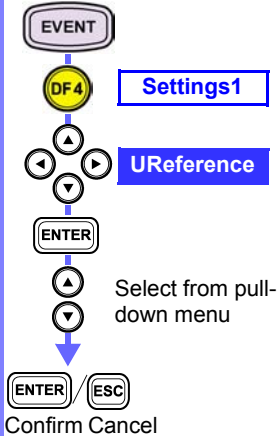 EVENT
DF4 Settings1
UReference
ENTER
Select from pull-
down menu
ENTER / ESC
Confirm Cancel